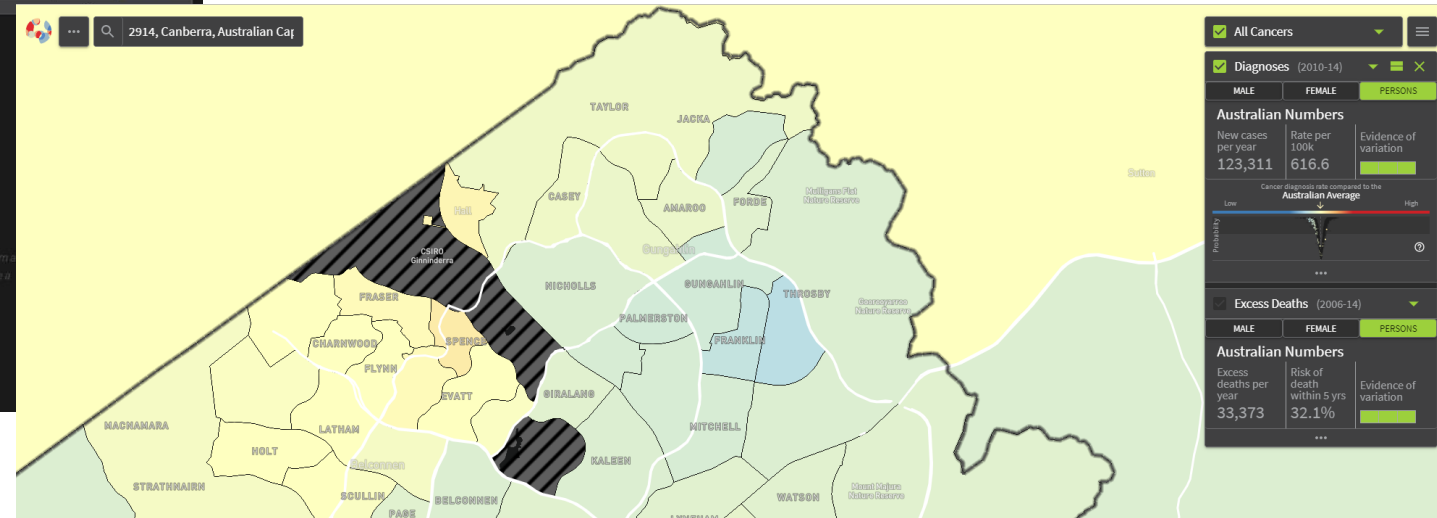 ...
2914, Canberra, Australian Cap
All Cancers
Diagnoses (2010-14)
MALE
FEMALE
PERSONS
Australian Numbers
New cases per year
123,311
Rate per 100k
616.6
Evidence of variation
Cancer diagnosis rate compared to the
Australian Average
Low
High
Probability
...
Excess Deaths (2006-14)
MALE
FEMALE
PERSONS
Australian Numbers
Excess deaths per year
33,373
Risk of death within 5 yrs
32.1%
Evidence of variation
...
TAYLOR
JACKA
Sutton
CASEY
AMAROO
FORDE
Mulligans Flat
Nature Reserve
Hall
CSIRO
Ginninderra
Gungahlin
FRASER
NICHOLLS
GUNGAHLIN
THROSBY
Goorooyarroo
Nature Reserve
PALMERSTON
CHARNWOOD
SPENCE
FRANKLIN
FLYNN
EVATT
GIRALANG
MACNAMARA
LATHAM
MITCHELL
HOLT
Belconnen
KALEEN
STRATHNAIRN
SCULLIN
BELCONNEN
WATSON
Mount Majura
Nature Reserve
PAGE
LYNEHAM